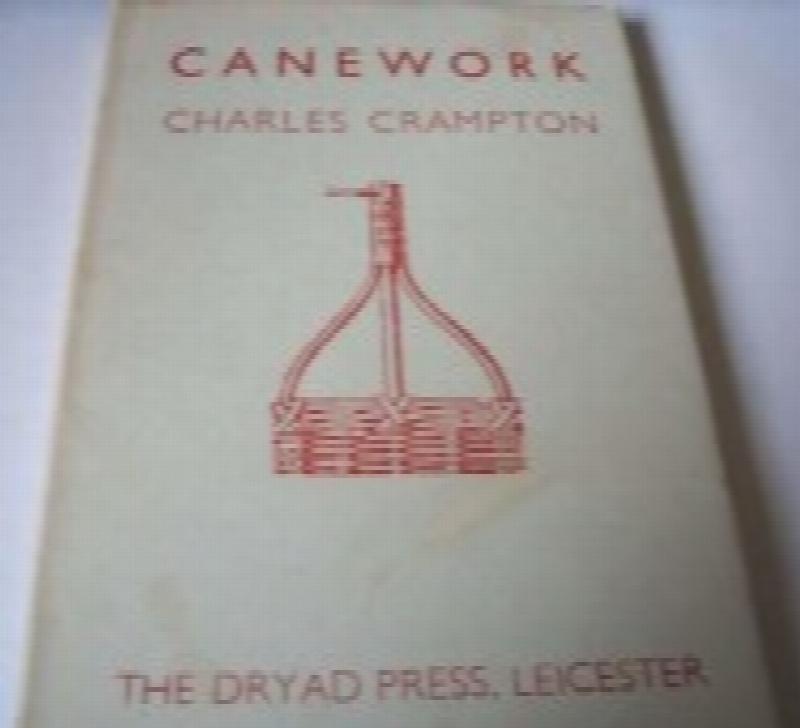 CANEWORK
CHARLES CRAMPTON
THE DRYAD PRESS. LEICESTER